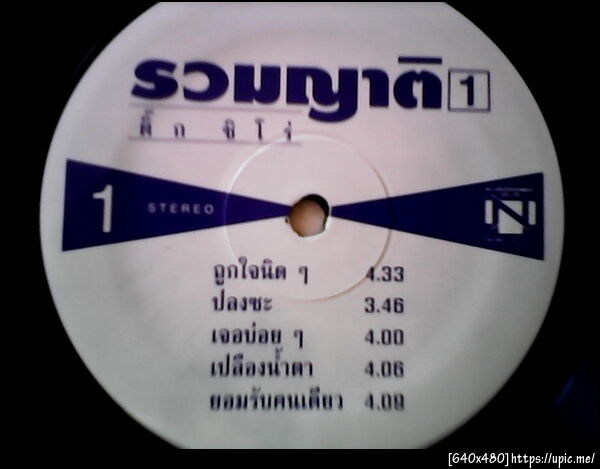 รวมญาติ 1
ติ๊ก ชิโร่
1 STEREO N
ถูกใจนิด ๆ 4.33
ปลงซะ 3.46
เจอบ่อย ๆ 4.00
เปลืองน้ำตา 4.06
ยอมรับคนเดียว 4.09
[640x480]https://upic.me/